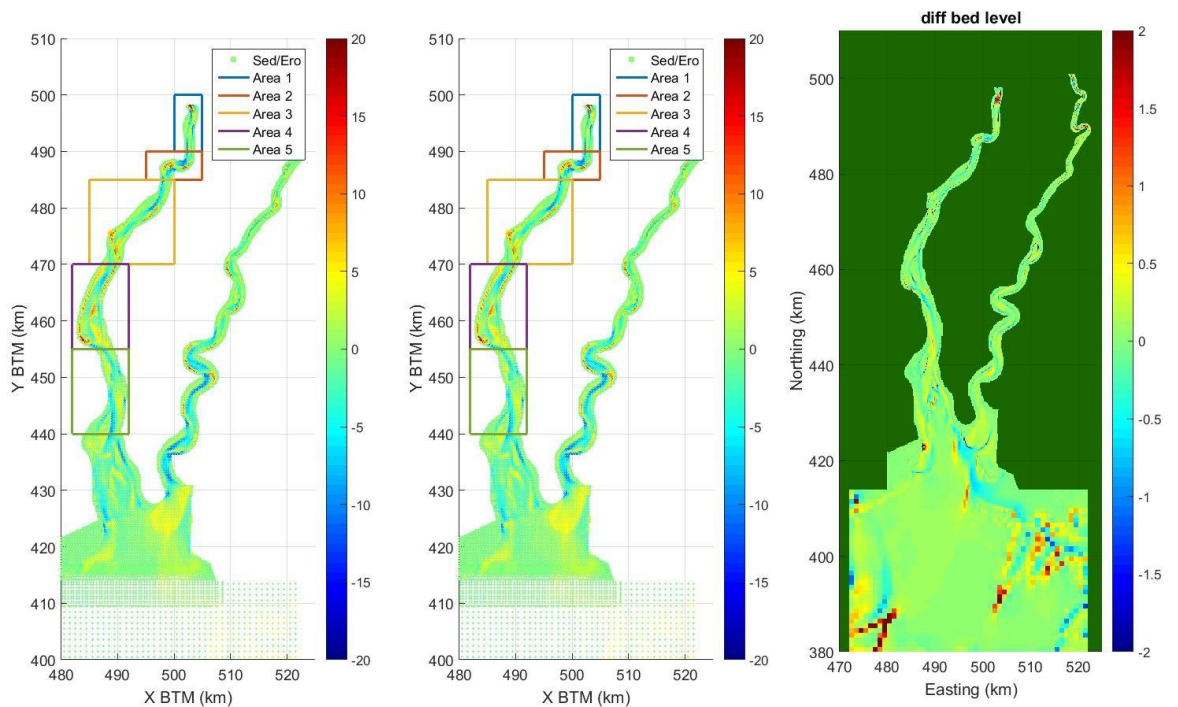 diff bed level
510
500
490
480
470
460
450
440
430
420
410
400
Y BTM (km)
480 490 500 510 520
X BTM (km)
Sed/Ero
Area 1
Area 2
Area 3
Area 4
Area 5
20
15
10
5
0
-5
-10
-15
-20
510
500
490
480
470
460
450
440
430
420
410
400
Y BTM (km)
480 490 500 510 520
X BTM (km)
Sed/Ero
Area 1
Area 2
Area 3
Area 4
Area 5
20
15
10
5
0
-5
-10
-15
-20
500
480
460
440
420
400
380
Northing (km)
470 480 490 500 510 520
Easting (km)
2
1.5
1
0.5
0
-0.5
-1
-1.5
-2